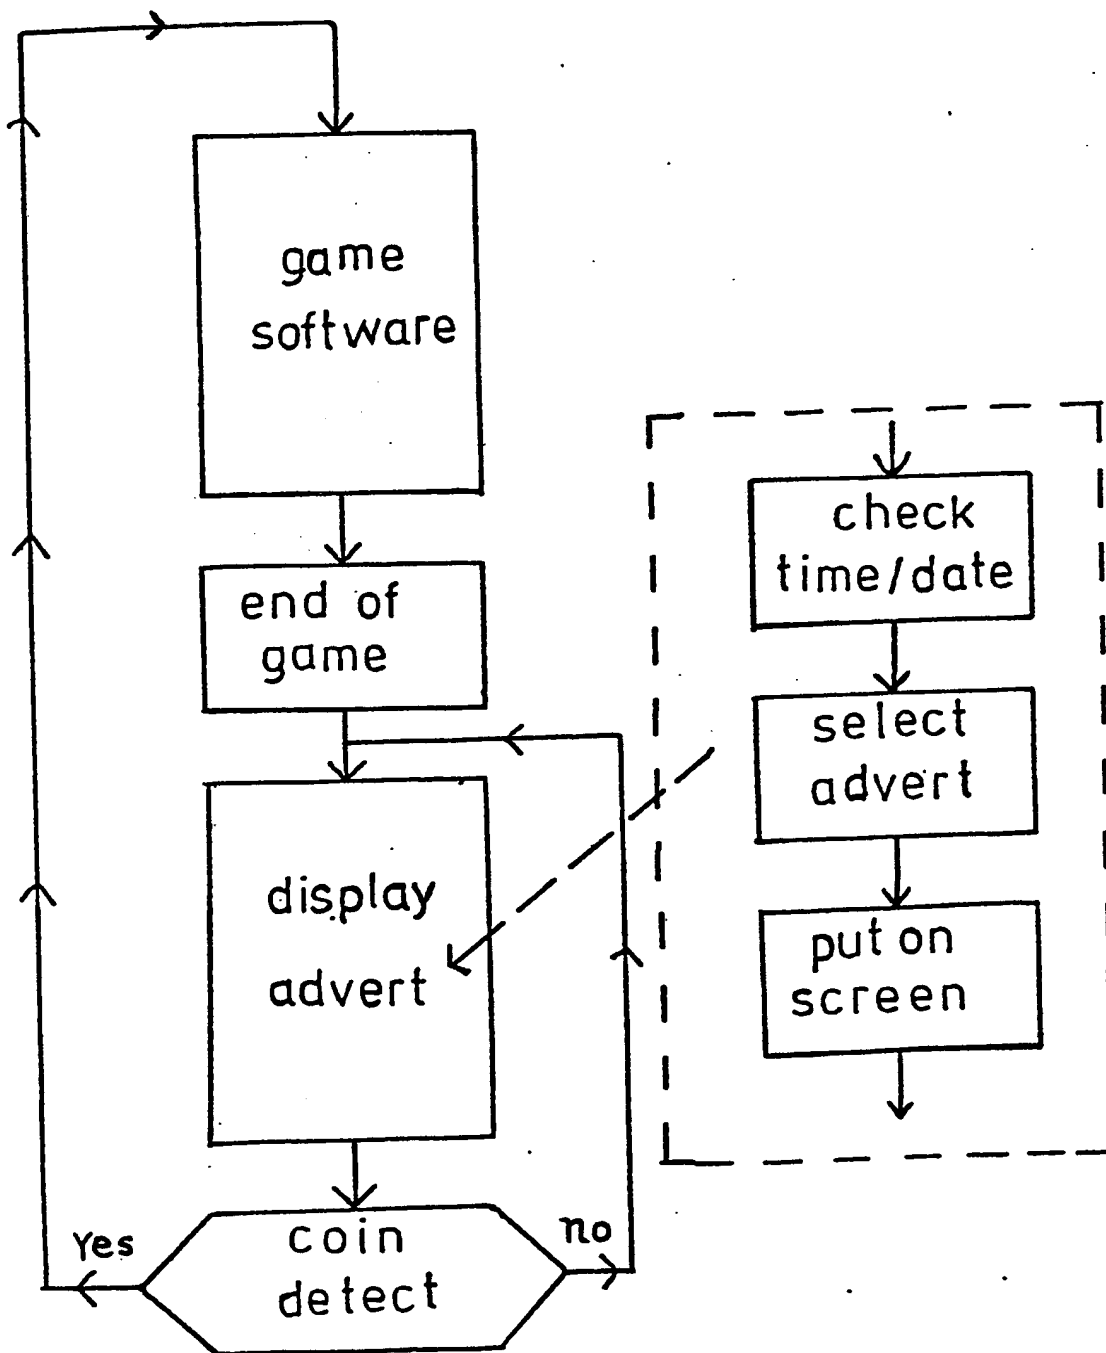 game
software
end of
game
display
advert
coin
detect
Yes
no
check
time/date
select
advert
put on
screen